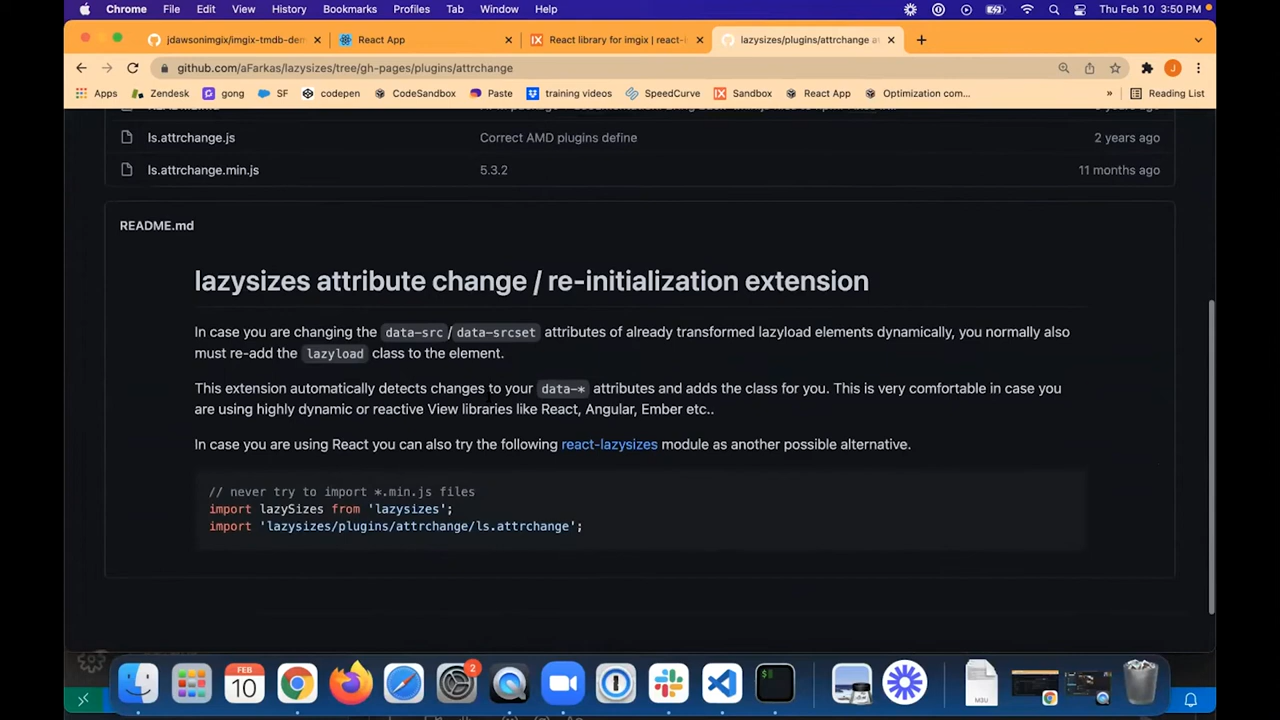 Chrome File Edit View History Bookmarks Profiles Tab Window Help Thu Feb 10 3:50 PM
jdawsonimgix/imgix-tmdb-dem React App React library for imgix | react-i lazysizes/plugins/attrchange at
github.com/aFarkas/lazysizes/tree/gh-pages/plugins/attrchange
Apps Zendesk gong SF codepen CodeSandbox Paste training videos SpeedCurve Sandbox React App Optimization com... » Reading List
ls.attrchange.js Correct AMD plugins define 2 years ago
ls.attrchange.min.js 5.3.2 11 months ago
README.md
lazysizes attribute change / re-initialization extension
In case you are changing the data-src/data-srcset attributes of already transformed lazyload elements dynamically, you normally also
must re-add the lazyload class to the element.
This extension automatically detects changes to your data-* attributes and adds the class for you. This is very comfortable in case you
are using highly dynamic or reactive View libraries like React, Angular, Ember etc..
In case you are using React you can also try the following react-lazysizes module as another possible alternative.
// never try to import *.min.js files
import lazySizes from 'lazysizes';
import 'lazysizes/plugins/attrchange/ls.attrchange';
FEB
10
2
$
M3U